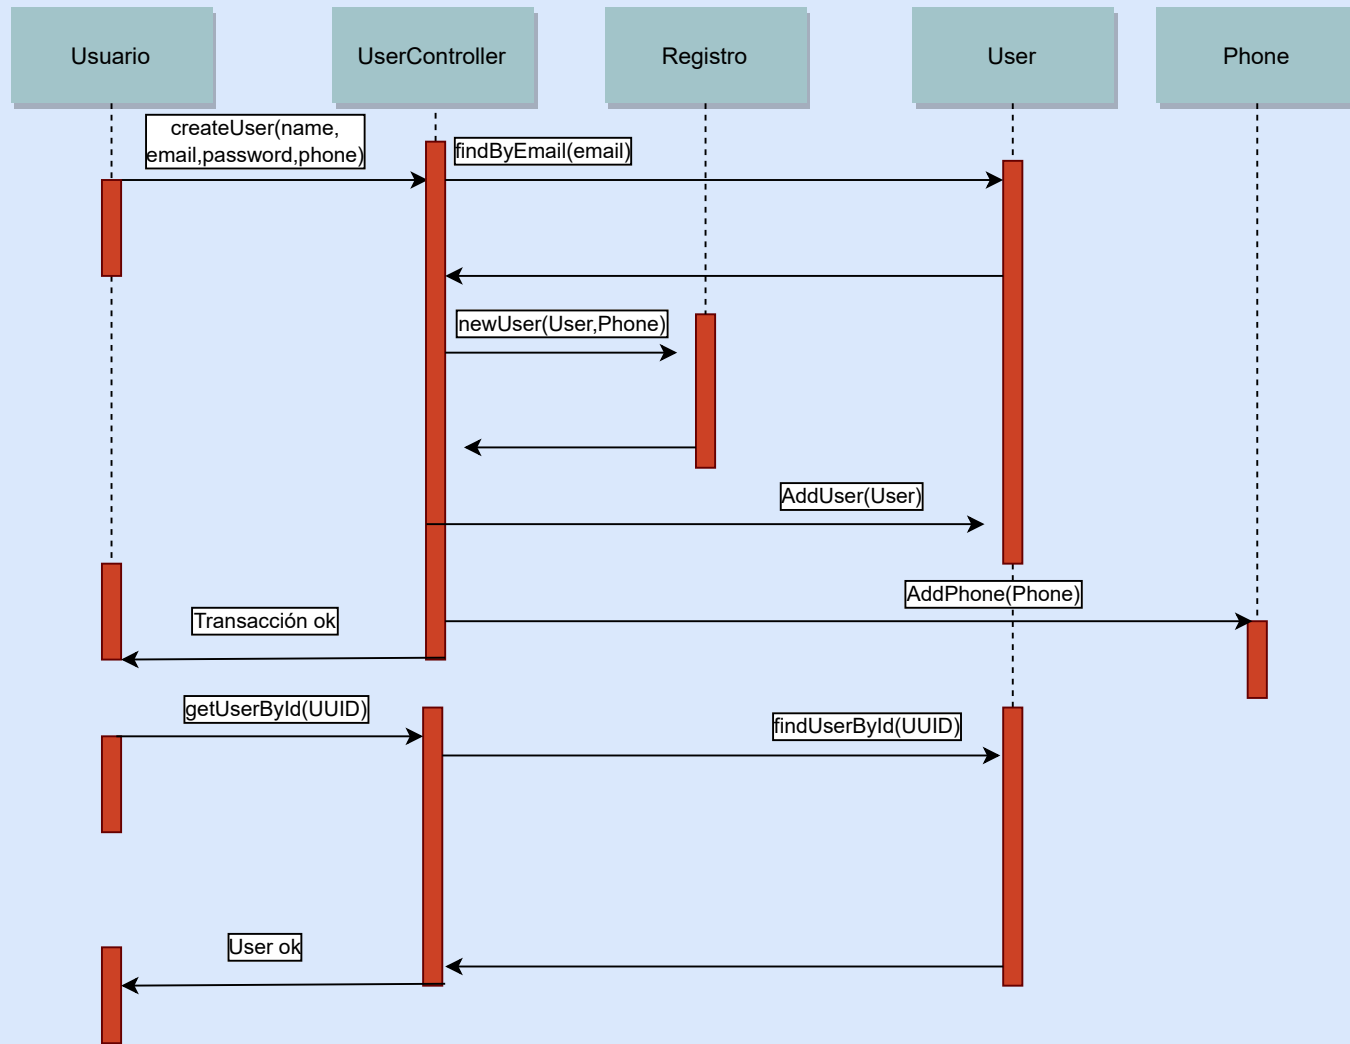 Usuario
UserController
Registro
User
Phone
createUser(name,
email,password,phone)
findByEmail(email)
newUser(User,Phone)
AddUser(User)
AddPhone(Phone)
Transacción ok
getUserById(UUID)
findUserById(UUID)
User ok